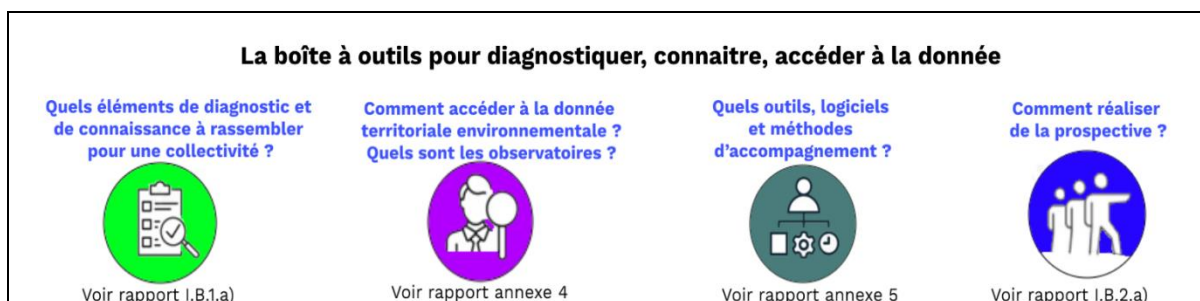 La boîte à outils pour diagnostiquer, connaitre, accéder à la donnée
Quels éléments de diagnostic et
de connaissance à rassembler
pour une collectivité ?
Voir rapport I.B.1.a)
Comment accéder à la donnée
territoriale environnementale ?
Quels sont les observatoires ?
Voir rapport annexe 4
Quels outils, logiciels
et méthodes
d'accompagnement ?
Voir rapport annexe 5
Comment réaliser
de la prospective ?
Voir rapport I.B.2.a)